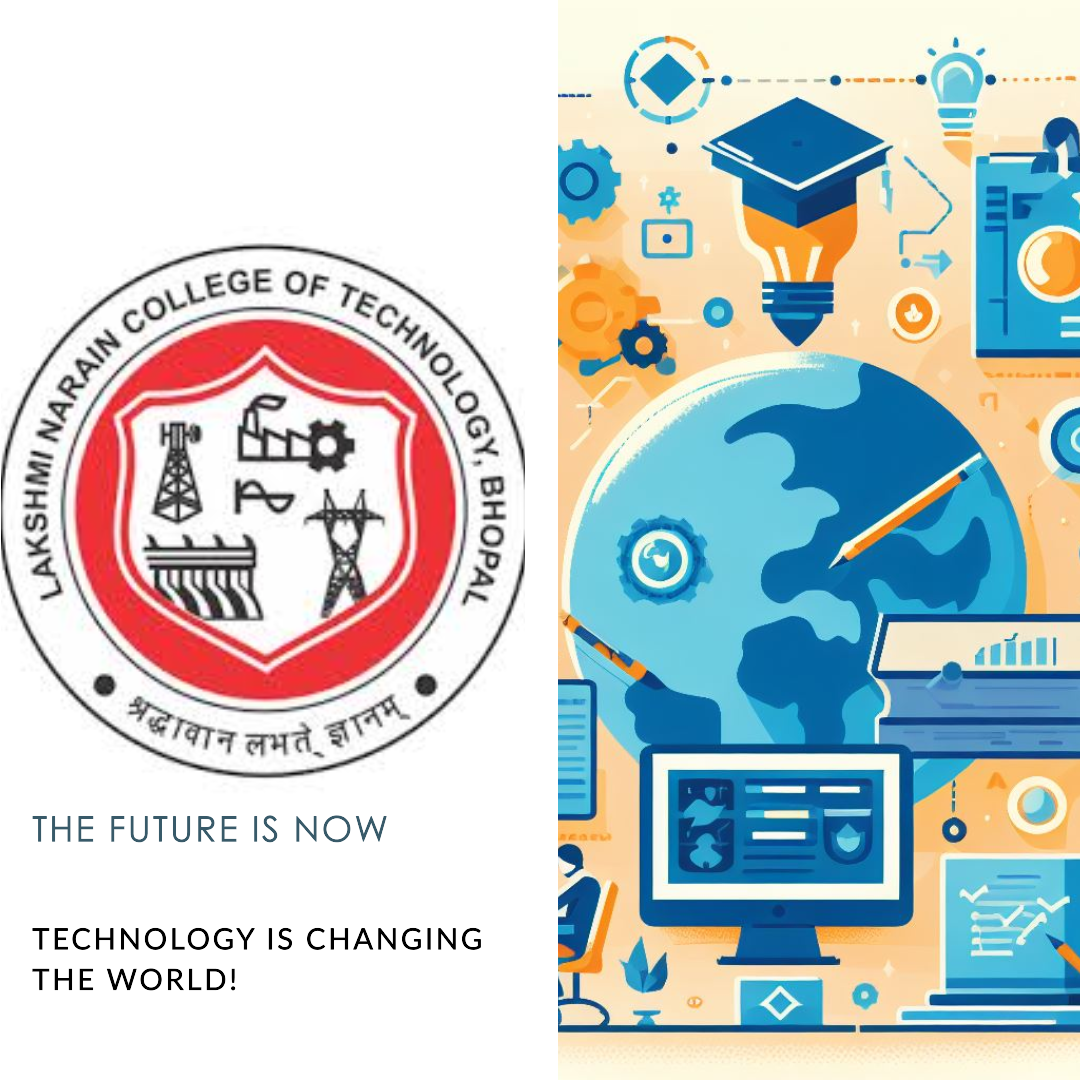 LAKSHMI NARAIN COLLEGE OF TECHNOLOGY, BHOPAL
श्रद्धावान लभते् ज्ञानम्
THE FUTURE IS NOW
TECHNOLOGY IS CHANGING
THE WORLD!